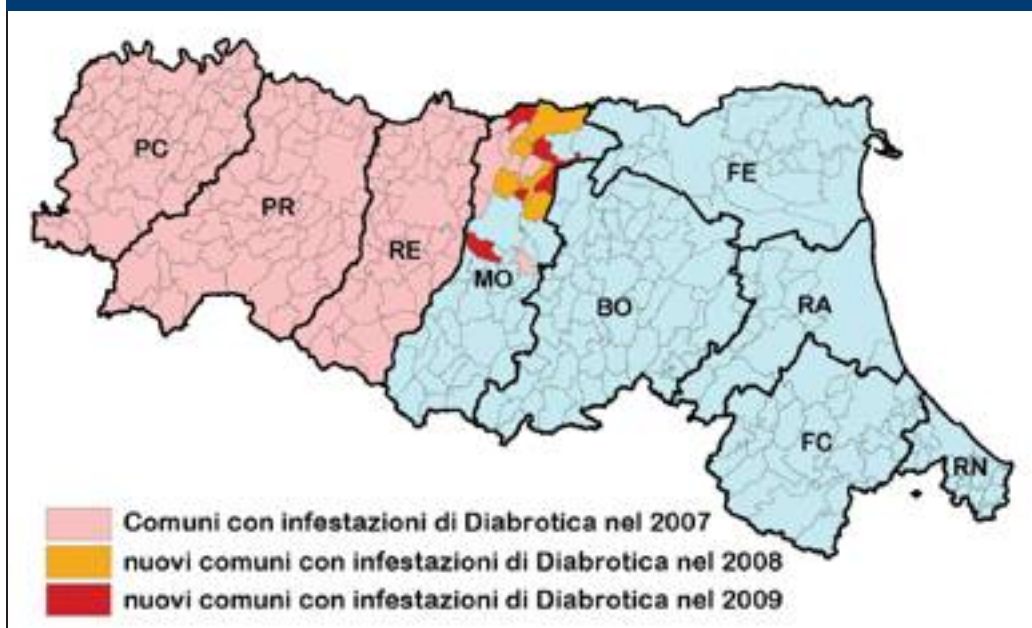 PC
PR
RE
MO
BO
FE
RA
FC
RN
Comuni con infestazioni di Diabrotica nel 2007
nuovi comuni con infestazioni di Diabrotica nel 2008
nuovi comuni con infestazioni di Diabrotica nel 2009